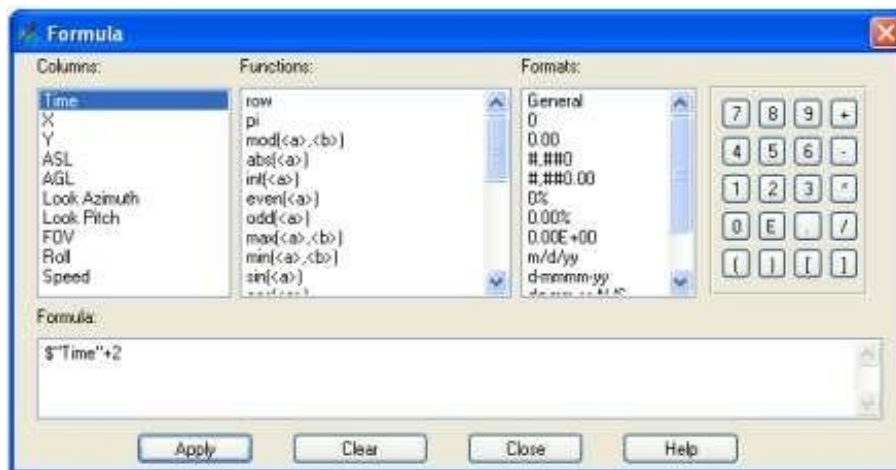 Formula
Columns:
Time
X
Y
ASL
AGL
Look Azimuth
Look Pitch
FOV
Roll
Speed
Functions:
row
pi
mod(<a>,<b>)
abs(<a>)
int(<a>)
even(<a>)
odd(<a>)
max(<a>,<b>)
min(<a>,<b>)
sin(<a>)
Formats:
General
0
0.00
#,##0
#,##0.00
0%
0.00%
0.00E+00
m/d/yy
d-mmmm-yy
7 8 9 +
4 5 6 -
1 2 3 *
0 E . /
( ) [ ]
Formula:
$"Time"+2
Apply Clear Close Help